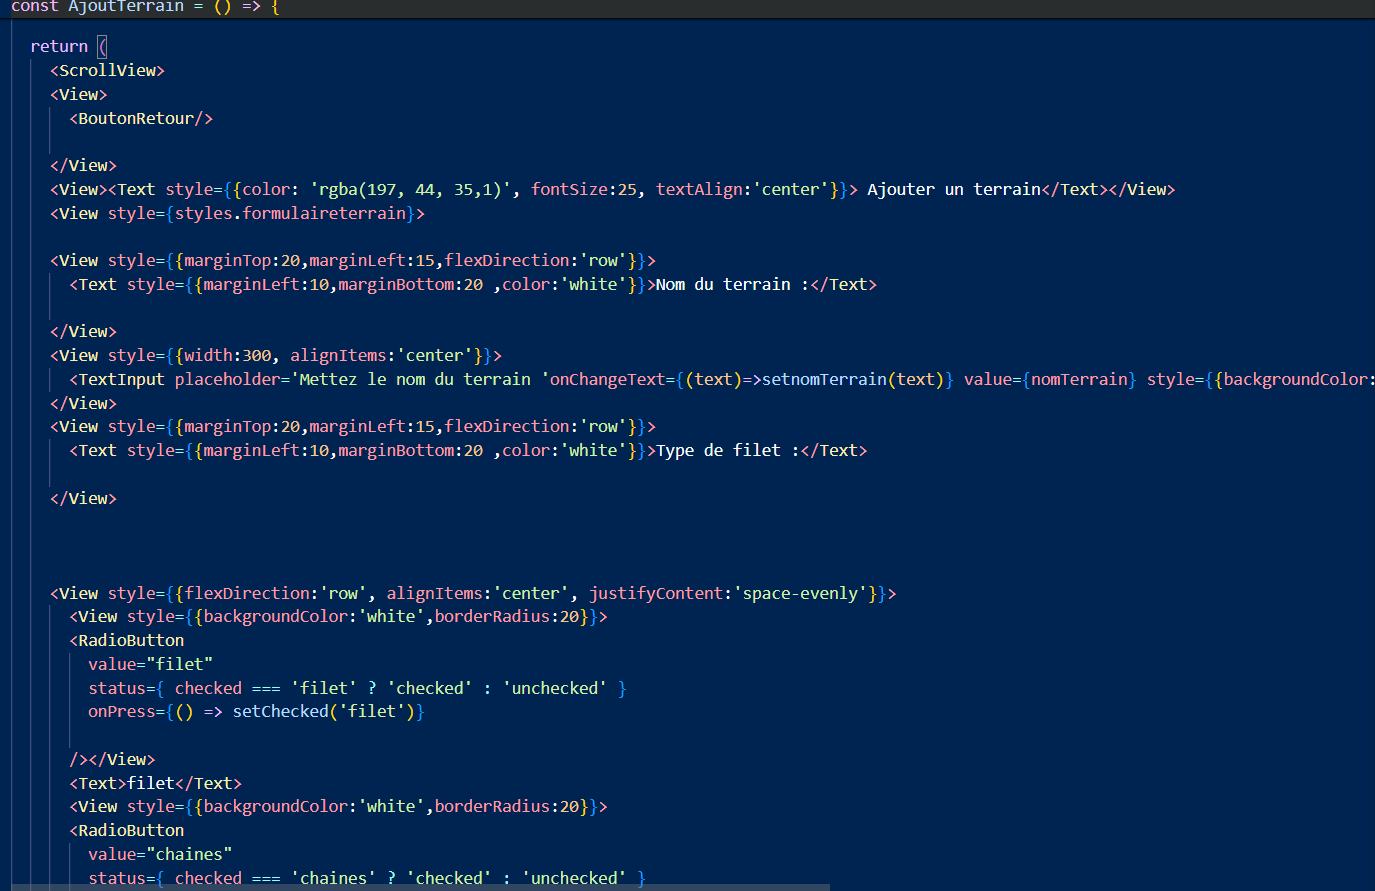 const AjoutTerrain = () => {
return (
<ScrollView>
<View>
<BoutonRetour/>
</View>
<View><Text style={{color: 'rgba(197, 44, 35,1)', fontSize:25, textAlign:'center'}}> Ajouter un terrain</Text></View>
<View style={styles.formulaireterrain}>
<View style={{marginTop:20,marginLeft:15,flexDirection:'row'}}>
<Text style={{marginLeft:10,marginBottom:20 ,color:'white'}}>Nom du terrain :</Text>
</View>
<View style={{width:300, alignItems:'center'}}>
<TextInput placeholder='Mettez le nom du terrain 'onChangeText={(text)=>setnomTerrain(text)} value={nomTerrain} style={{backgroundColor:
</View>
<View style={{marginTop:20,marginLeft:15,flexDirection:'row'}}>
<Text style={{marginLeft:10,marginBottom:20 ,color:'white'}}>Type de filet :</Text>
</View>
<View style={{flexDirection:'row', alignItems:'center', justifyContent:'space-evenly'}}>
<View style={{backgroundColor:'white',borderRadius:20}}>
<RadioButton
value="filet"
status={ checked === 'filet' ? 'checked' : 'unchecked' }
onPress={() => setChecked('filet')}
/></View>
<Text>filet</Text>
<View style={{backgroundColor:'white',borderRadius:20}}>
<RadioButton
value="chaines"
status={ checked === 'chaines' ? 'checked' : 'unchecked' }